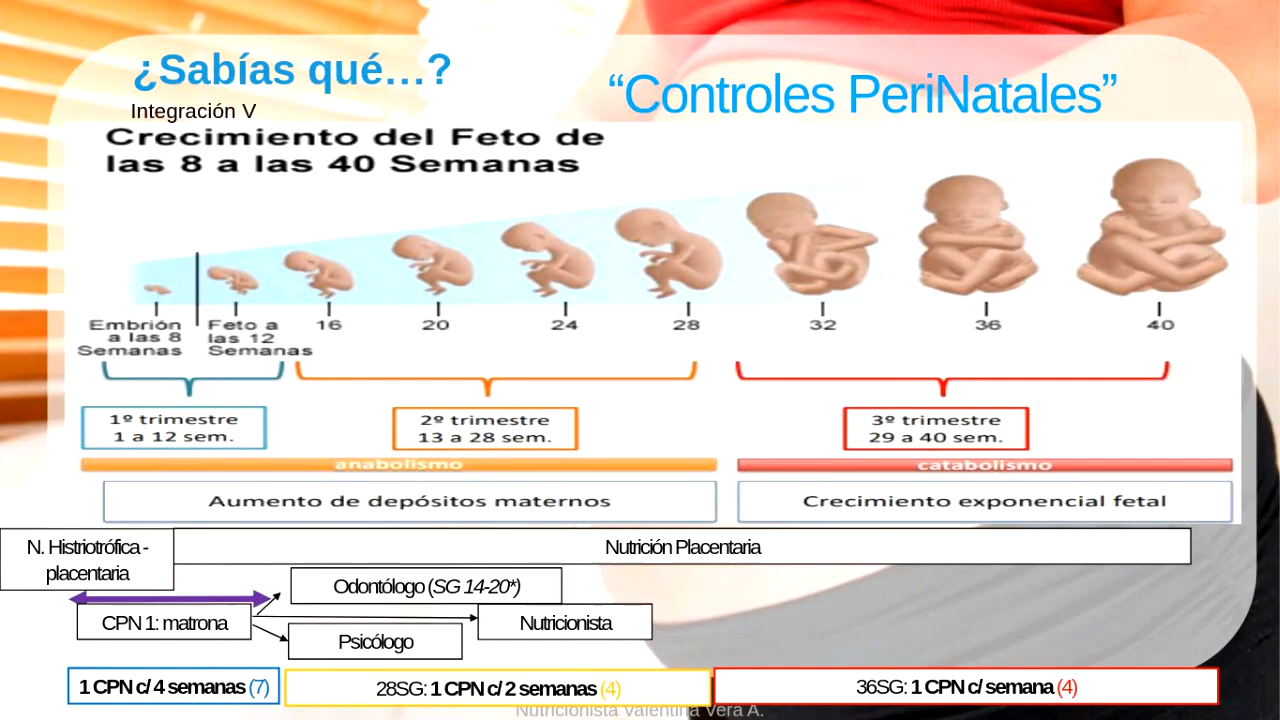 ¿Sabías qué…?
“Controles PeriNatales”
Integración V
Crecimiento del Feto de
las 8 a las 40 Semanas
Embrión
a las 8
Semanas
Feto a
las 12
Semanas
16
20
24
28
32
36
40
1º trimestre
1 a 12 sem.
2º trimestre
13 a 28 sem.
3º trimestre
29 a 40 sem.
anabolismo
catabolismo
Aumento de depósitos maternos
Crecimiento exponencial fetal
N. Histriotrófica -
placentaria
Nutrición Placentaria
Odontólogo (SG 14-20*)
CPN 1: matrona
Nutricionista
Psicólogo
1 CPN c/ 4 semanas (7)
28SG: 1 CPN c/ 2 semanas (4)
36SG: 1 CPN c/ semana (4)
Nutricionista Valentina Vera A.